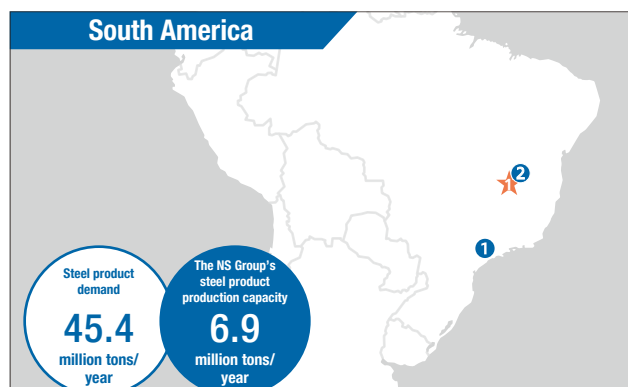 South America
2
1
1
Steel product
demand
45.4
million tons/
year
The NS Group's
steel product
production capacity
6.9
million tons/
year